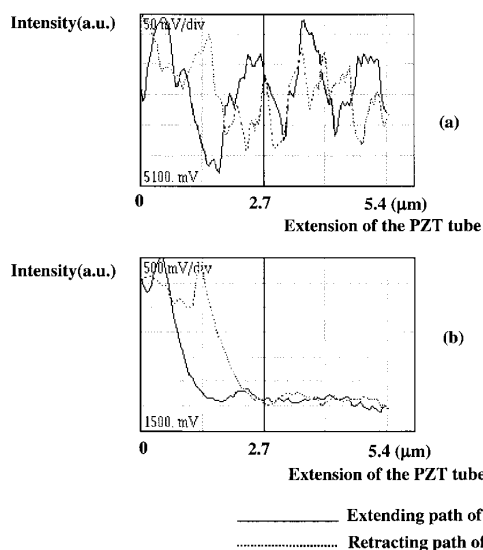 Intensity(a.u.)
50 mV/div
(a)
5100. mV
0 2.7 5.4 (μm)
Extension of the PZT tube
Intensity(a.u.)
500 mV/div
(b)
1500. mV
0 2.7 5.4 (μm)
Extension of the PZT tube
Extending path of
Retracting path of